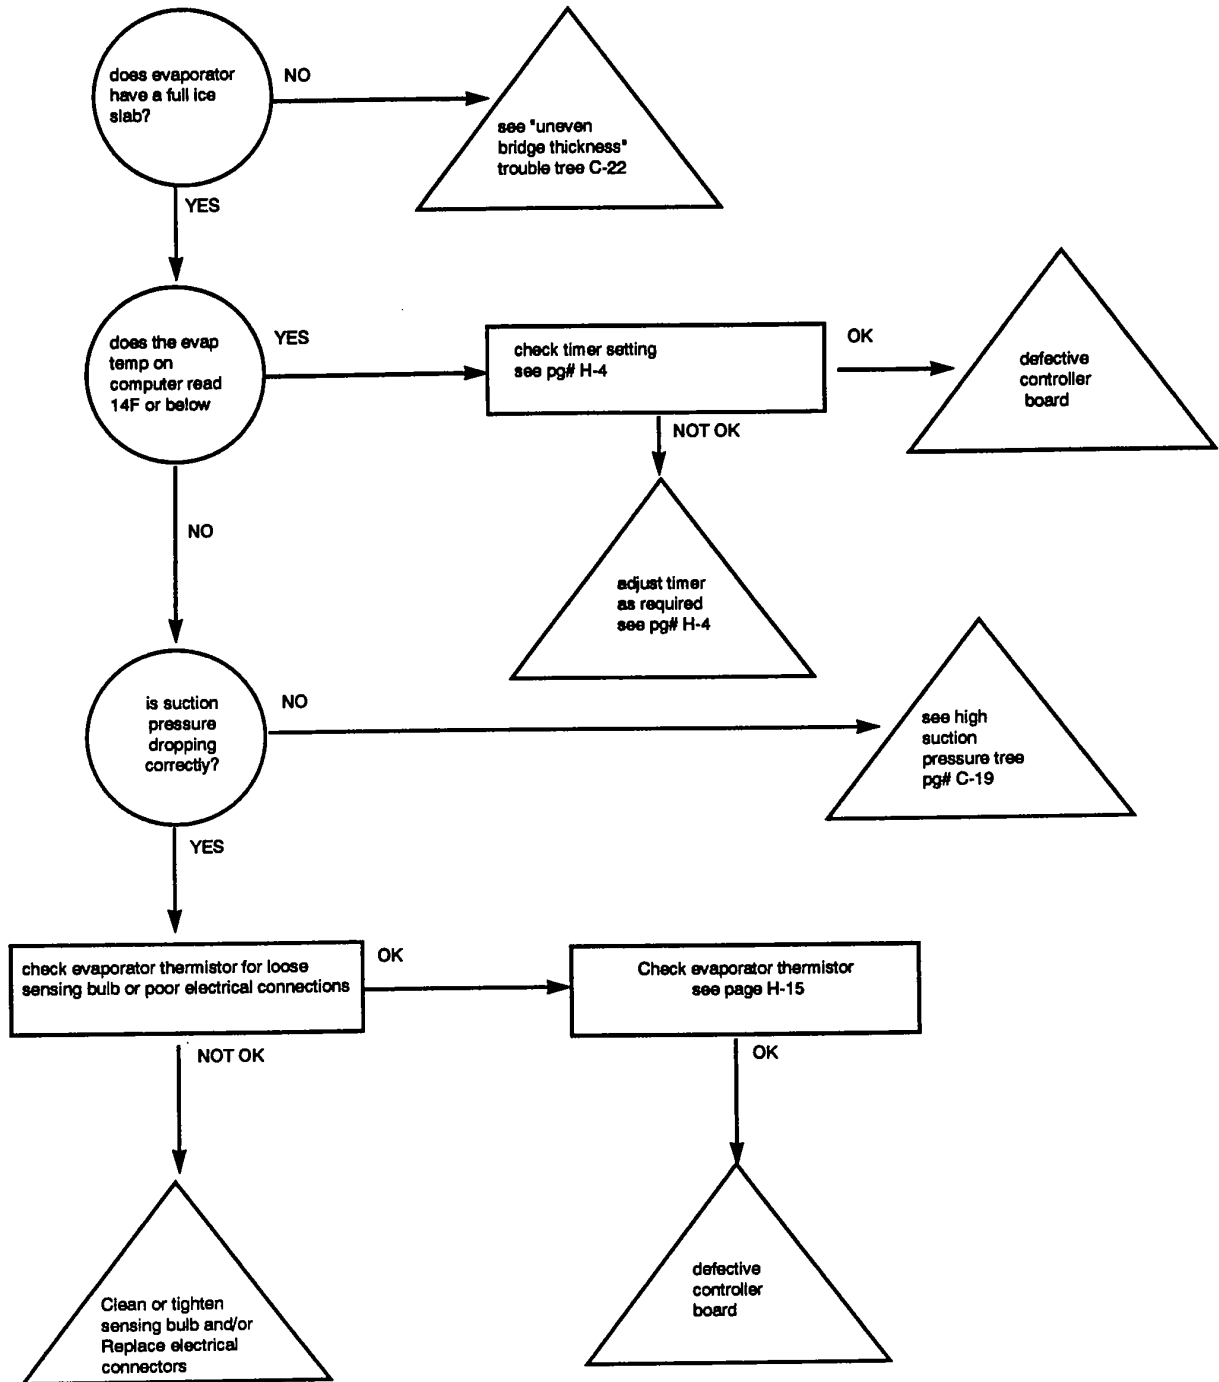 does evaporator
have a full ice
slab?
NO
see "uneven
bridge thickness"
trouble tree C-22
YES
does the evap
temp on
computer read
14F or below
YES
check timer setting
see pg# H-4
OK
defective
controller
board
NOT OK
adjust timer
as required
see pg# H-4
NO
is suction
pressure
dropping
correctly?
NO
see high
suction
pressure tree
pg# C-19
YES
check evaporator thermistor for loose
sensing bulb or poor electrical connections
OK
Check evaporator thermistor
see page H-15
NOT OK
OK
Clean or tighten
sensing bulb and/or
Replace electrical
connectors
defective
controller
board